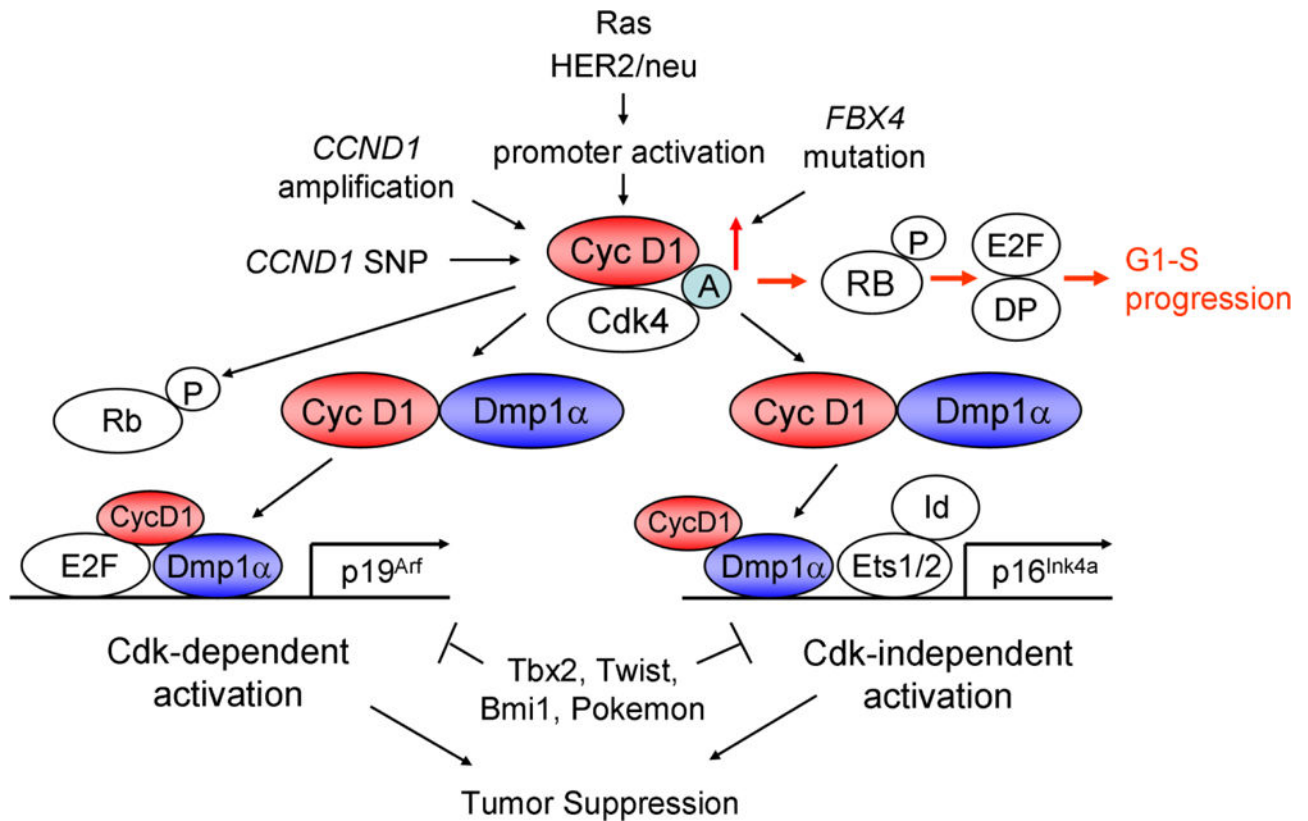 Ras
HER2/neu
CCND1
amplification
promoter activation
FBX4
mutation
CCND1 SNP
Cyc D1
A
Cdk4
P
RB
E2F
DP
G1-S
progression
P
Rb
Cyc D1
Dmp1α
Cyc D1
Dmp1α
CycD1
E2F
Dmp1α
p19Arf
CycD1
Dmp1α
Id
Ets1/2
p16Ink4a
Cdk-dependent
activation
Tbx2, Twist,
Bmi1, Pokemon
Cdk-independent
activation
Tumor Suppression